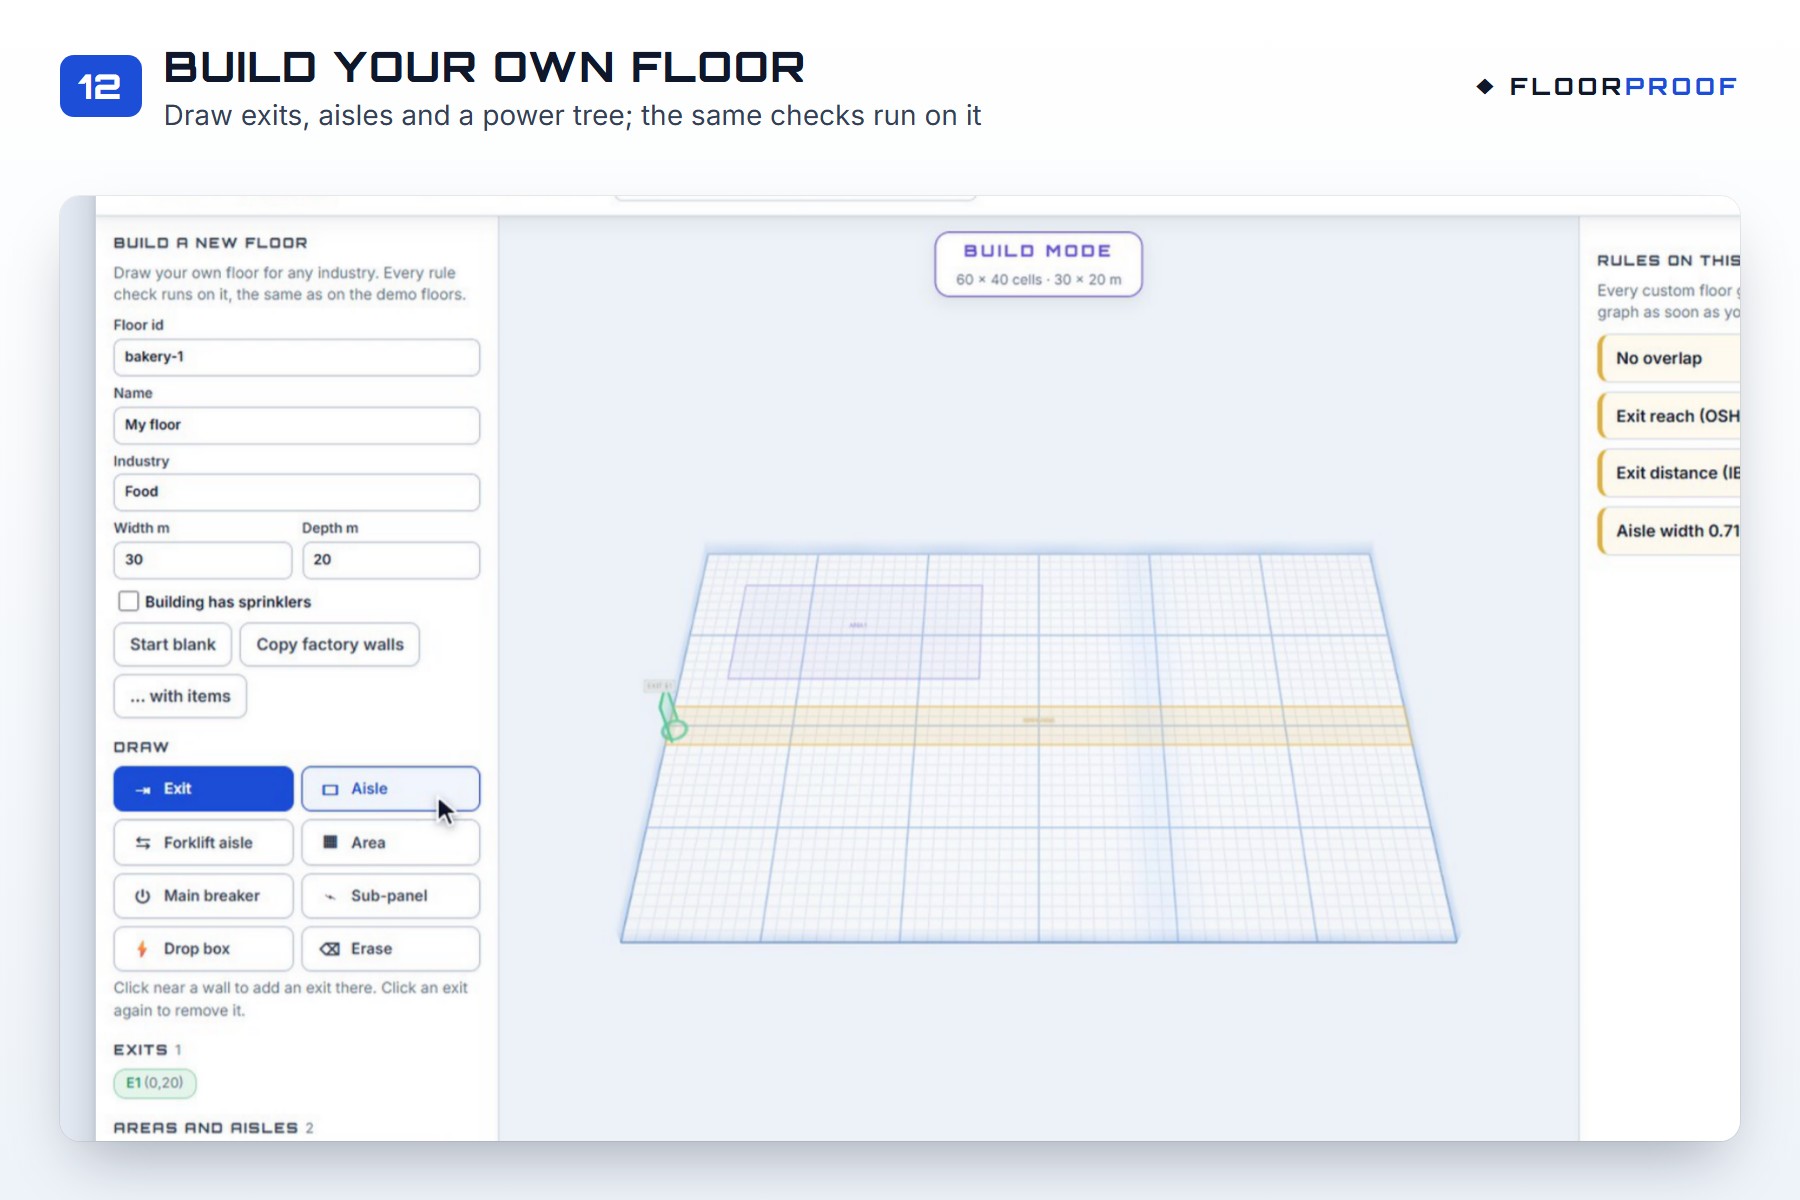 12
BUILD YOUR OWN FLOOR
Draw exits, aisles and a power tree; the same checks run on it
FLOORPROOF
BUILD A NEW FLOOR
Draw your own floor for any industry. Every rule
check runs on it, the same as on the demo floors.
Floor id
bakery-1
Name
My floor
Industry
Food
Width m
Depth m
30
20
Building has sprinklers
Start blank
Copy factory walls
... with items
DRAW
Exit
Aisle
Forklift aisle
Area
Main breaker
Sub-panel
Drop box
Erase
Click near a wall to add an exit there. Click an exit
again to remove it.
EXITS 1
E1 (0,20)
AREAS AND AISLES 2
BUILD MODE
60 × 40 cells · 30 × 20 m
RULES ON THIS
Every custom floor
graph as soon as yo
No overlap
Exit reach (OSH
Exit distance (IB
Aisle width 0.71